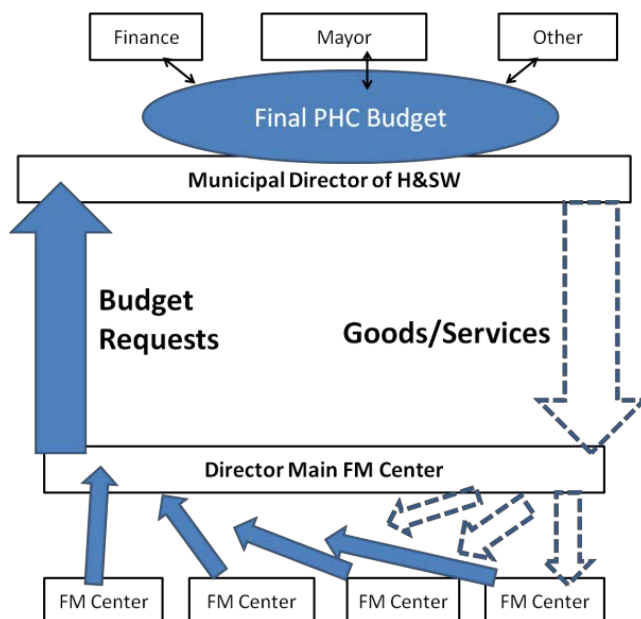 Finance
Mayor
Other
Final PHC Budget
Municipal Director of H&SW
Budget
Requests
Goods/Services
Director Main FM Center
FM Center
FM Center
FM Center
FM Center